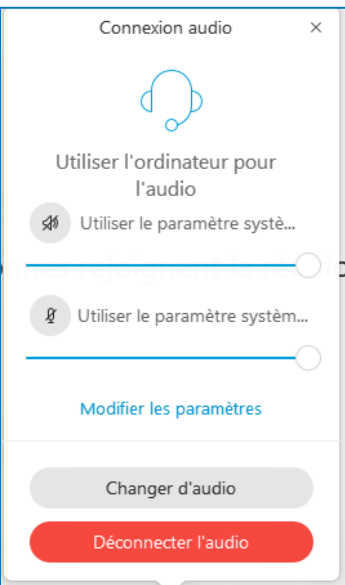 Connexion audio
Utiliser l'ordinateur pour
l'audio
Utiliser le paramètre systè...
Utiliser le paramètre systèm...
Modifier les paramètres
Changer d'audio
Déconnecter l'audio